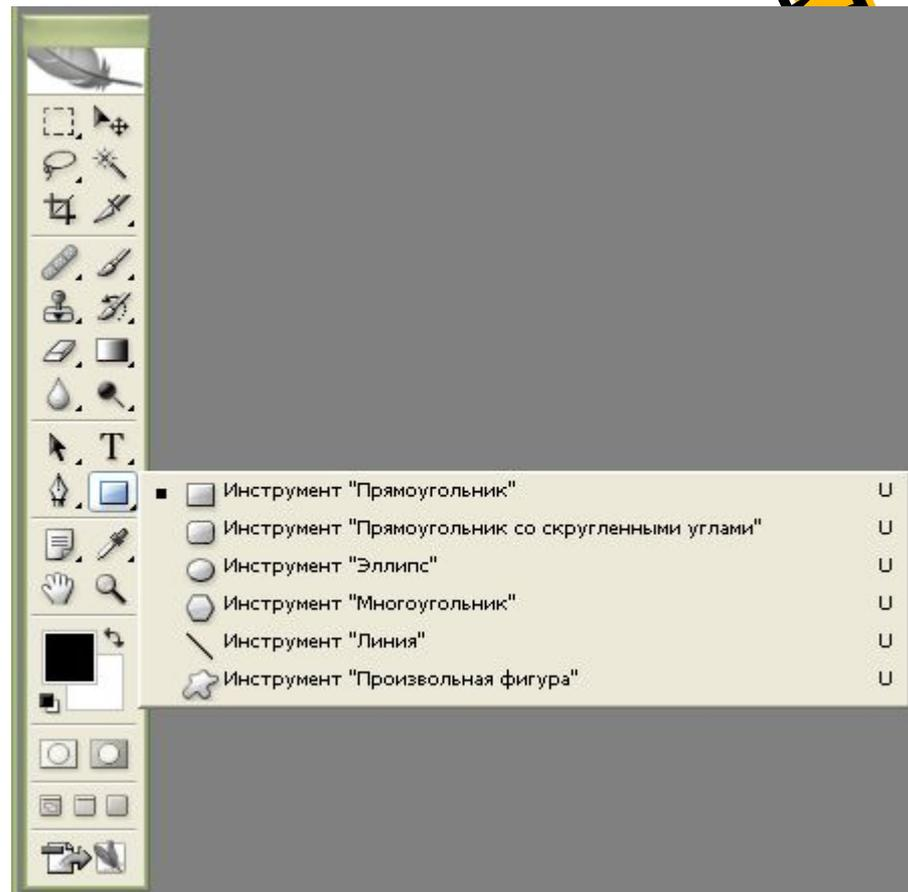 Инструмент "Прямоугольник" U
Инструмент "Прямоугольник со скругленными углами" U
Инструмент "Эллипс" U
Инструмент "Многоугольник" U
Инструмент "Линия" U
Инструмент "Произвольная фигура" U